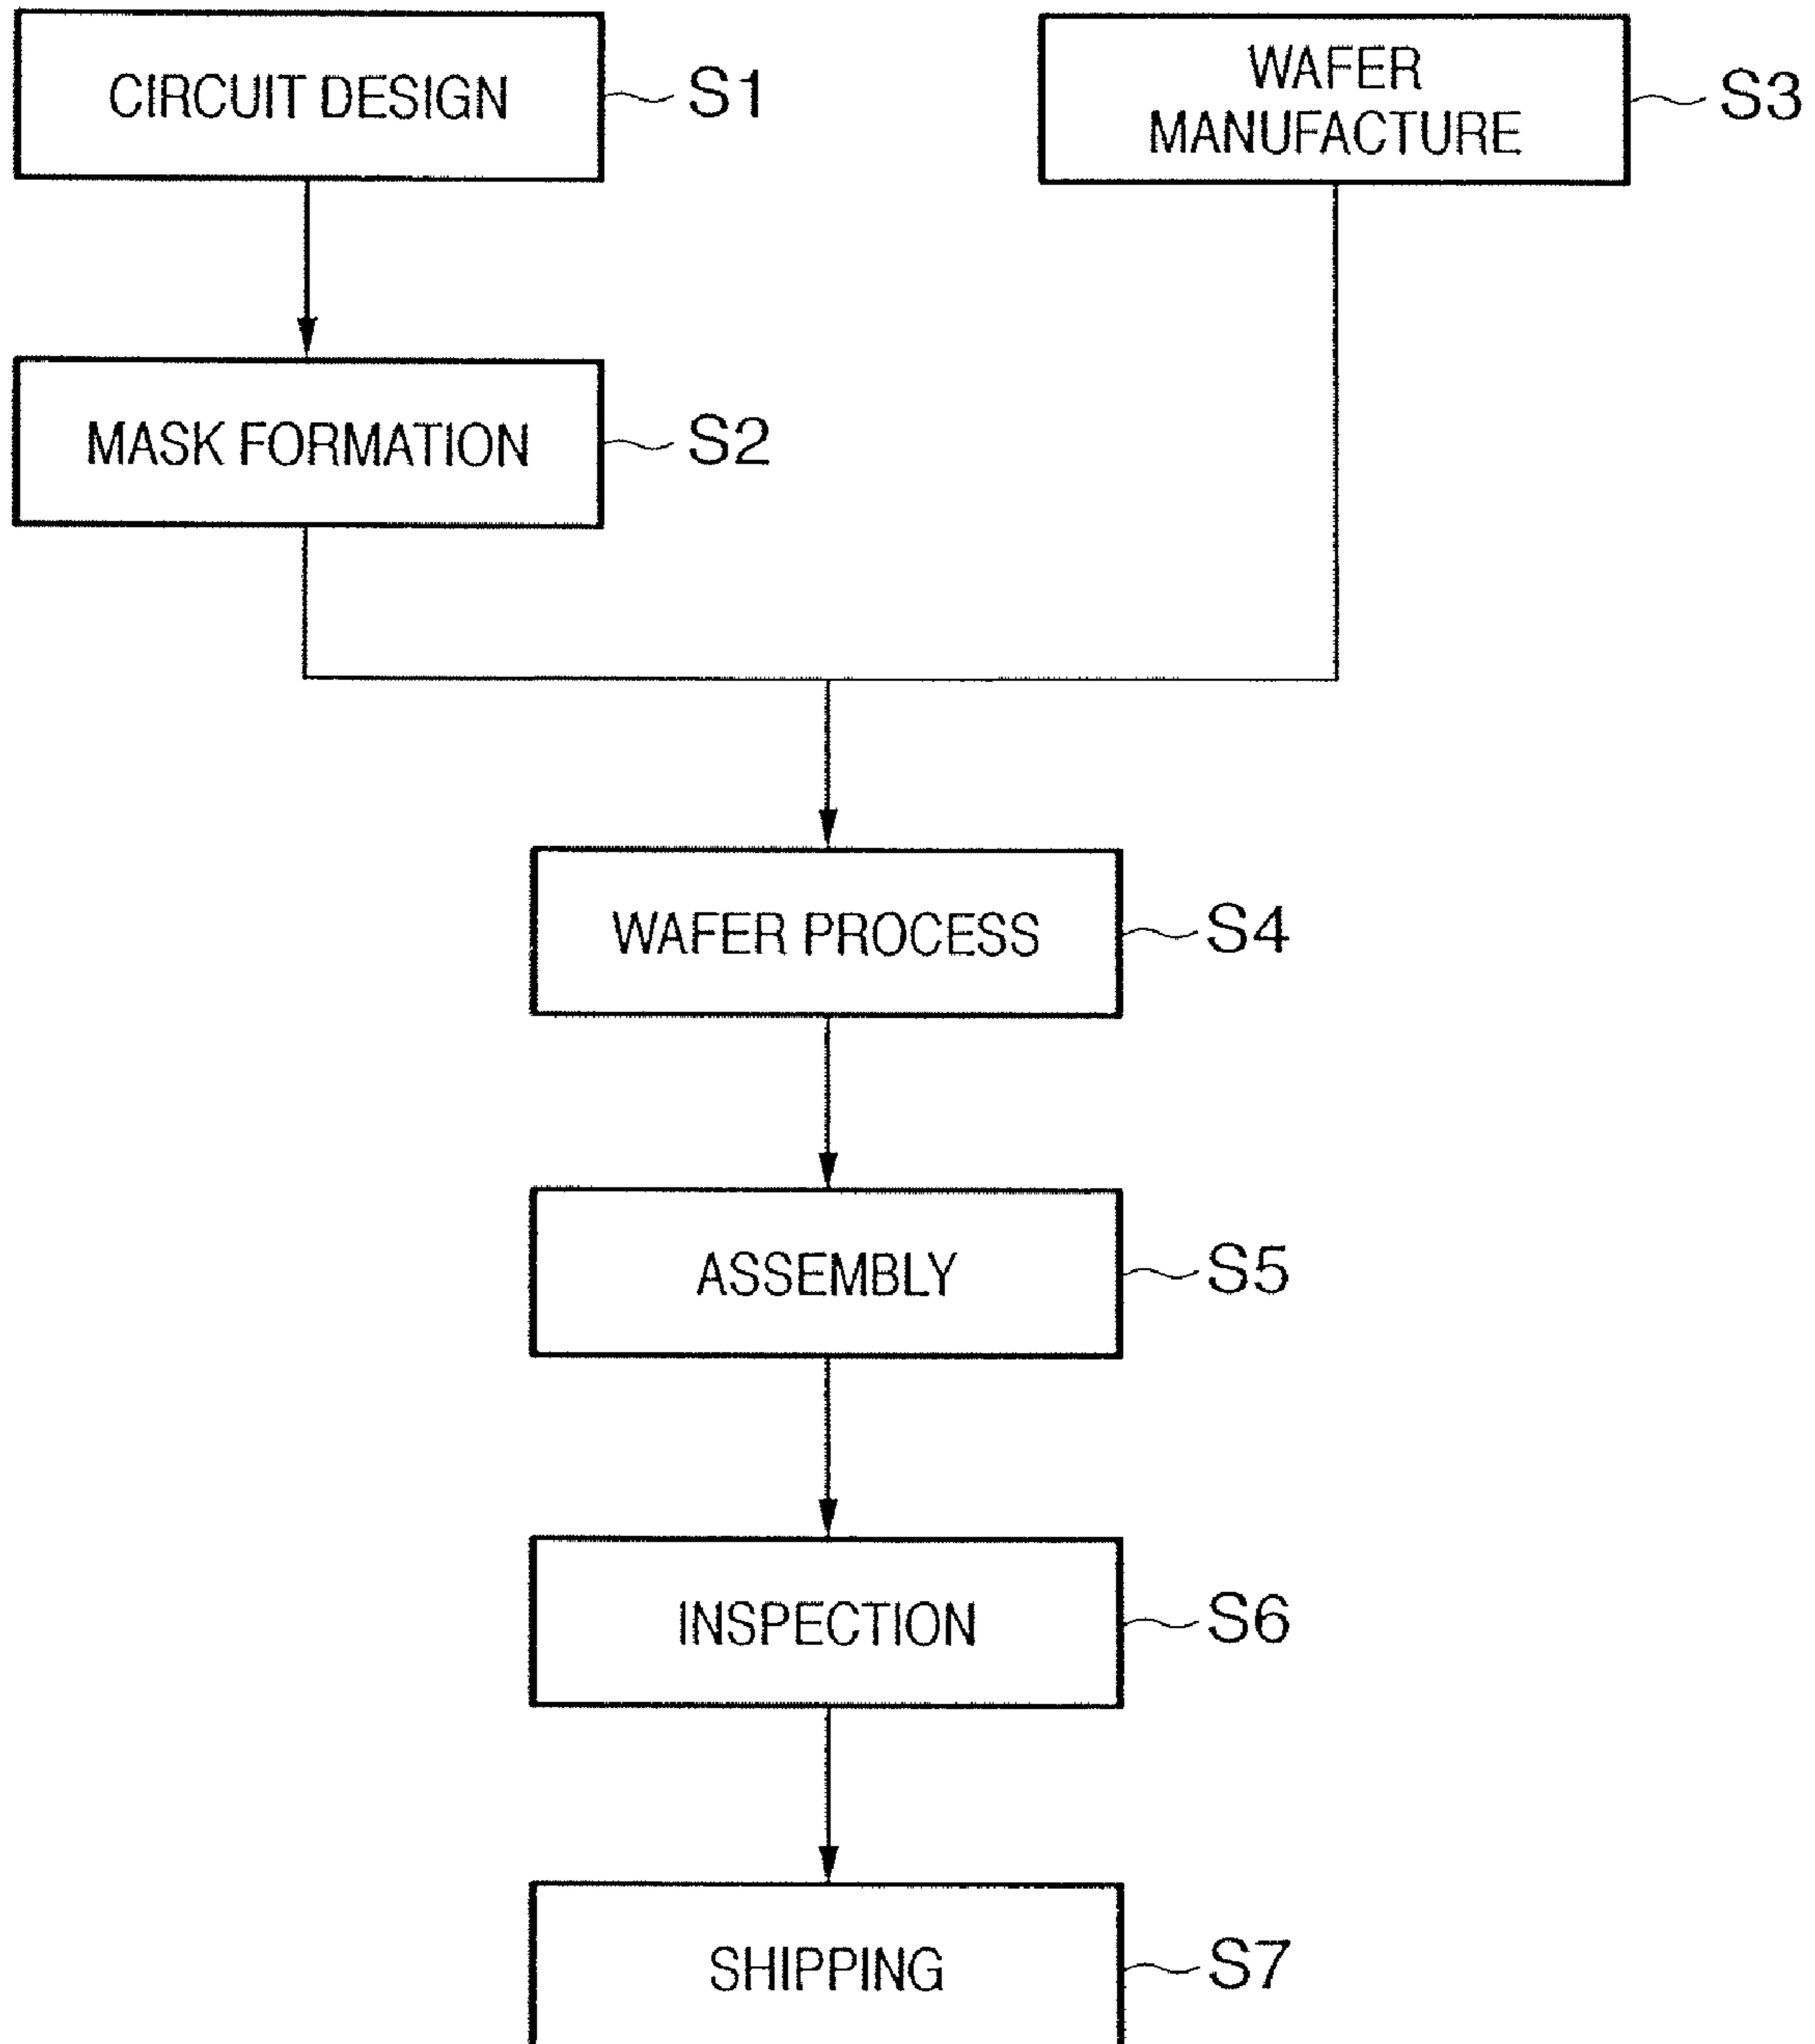 CIRCUIT DESIGN
S1
WAFER
MANUFACTURE
S3
MASK FORMATION
S2
WAFER PROCESS
S4
ASSEMBLY
S5
INSPECTION
S6
SHIPPING
S7